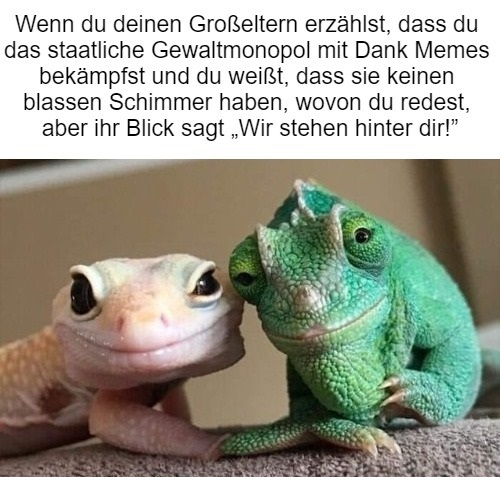 Wenn du deinen Großeltern erzählst, dass du
das staatliche Gewaltmonopol mit Dank Memes
bekämpfst und du weißt, dass sie keinen
blassen Schimmer haben, wovon du redest,
aber ihr Blick sagt „Wir stehen hinter dir!”